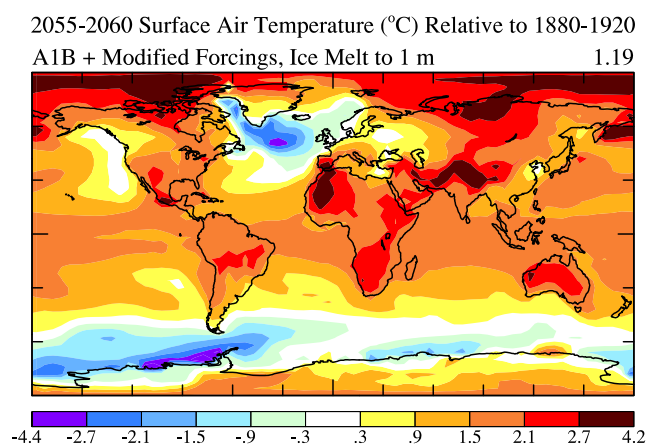 2055-2060 Surface Air Temperature (°C) Relative to 1880-1920
A1B + Modified Forcings, Ice Melt to 1 m 1.19
-4.4 -2.7 -2.1 -1.5 -.9 -.3 .3 .9 1.5 2.1 2.7 4.2